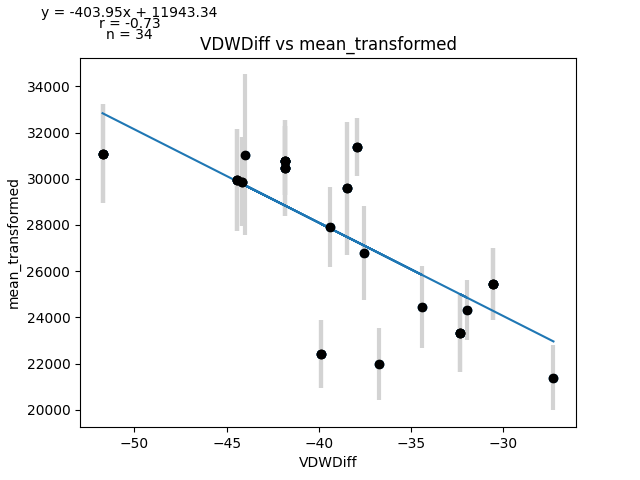 y = -403.95x + 11943.34
r = -0.73
n = 34
VDWDiff vs mean_transformed
34000
32000
30000
28000
26000
24000
22000
20000
mean_transformed
−50
−45
−40
−35
−30
VDWDiff